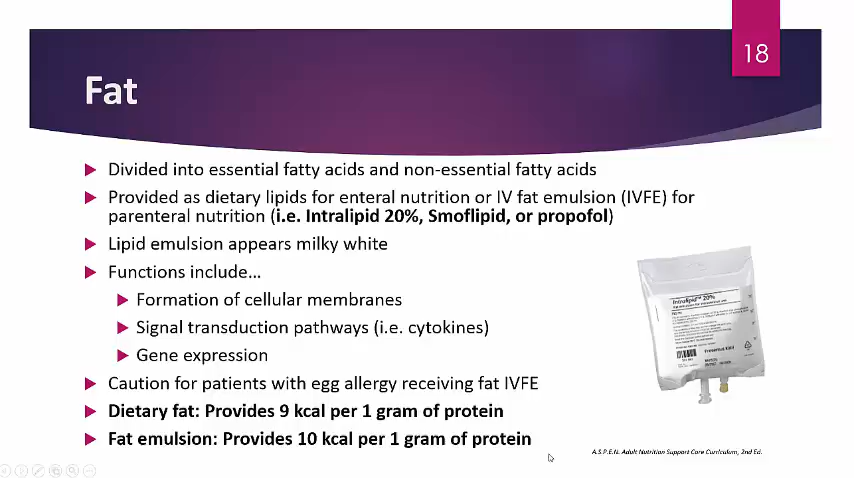 18
Fat
Divided into essential fatty acids and non-essential fatty acids
Provided as dietary lipids for enteral nutrition or IV fat emulsion (IVFE) for
parenteral nutrition (i.e. Intralipid 20%, Smoflipid, or propofol)
Lipid emulsion appears milky white
Functions include...
Formation of cellular membranes
Signal transduction pathways (i.e. cytokines)
Gene expression
Caution for patients with egg allergy receiving fat IVFE
Dietary fat: Provides 9 kcal per 1 gram of protein
Fat emulsion: Provides 10 kcal per 1 gram of protein
Intralipid™ 20%
Fresenius Kabi
A.S.P.E.N. Adult Nutrition Support Core Curriculum, 2nd Ed.